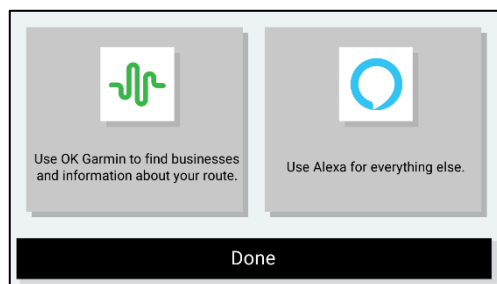 Use OK Garmin to find businesses
and information about your route.
Use Alexa for everything else.
Done